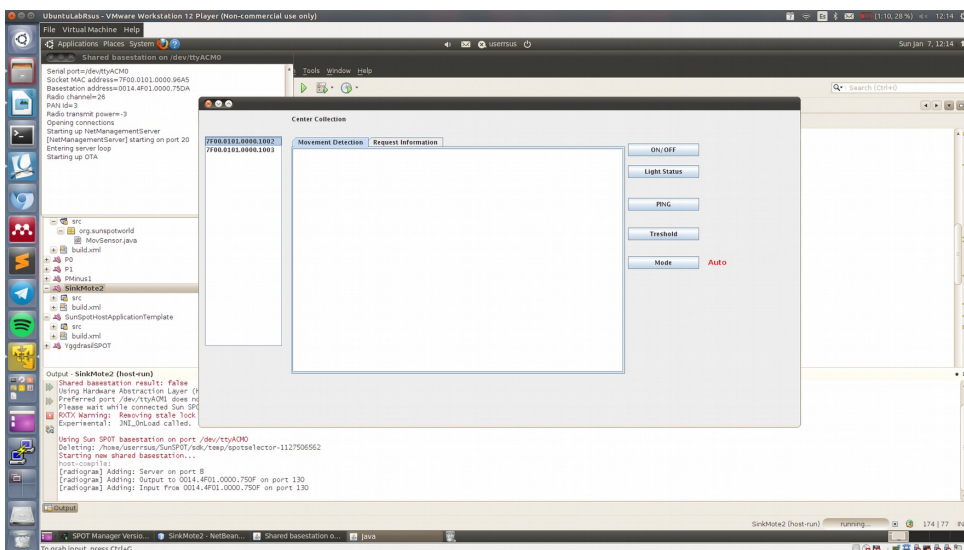 UbuntuLabRsus - VMware Workstation 12 Player (Non-commercial use only)
Es
(1:10, 28 %)
12:14
File Virtual Machine Help
Applications Places System
userrsus
Sun Jan 7, 12:14
Shared basestation on /dev/ttyACM0
Serial port=/dev/ttyACM0
Socket MAC address=7F00.0101.0000.96A5
Basestation address=0014.4F01.0000.75DA
Radio channel=26
PAN Id=3
Radio transmit power=-3
Opening connections
Starting up NetManagementServer
[NetManagementServer] starting on port 20
Entering server loop
Starting up OTA
Tools Window Help
Search (Ctrl+I)
Center Collection
7F00.0101.0000.1002
7F00.0101.0000.1003
Movement Detection
Request Information
ON/OFF
Light Status
PING
Treshold
Mode
Auto
src
org.sunspotworld
MovSensor.java
build.xml
P0
P1
PMinus1
SinkMote2
src
build.xml
SunSpotHostApplicationTemplate
src
build.xml
YggdrasilSPOT
Output - SinkMote2 (host-run)
Shared basestation result: false
Using Hardware Abstraction Layer (H
Preferred port /dev/ttyACM1 does no
Please wait while connected Sun SPO
RXTX Warning: Removing stale lock
Experimental: JNI_OnLoad called.
Using Sun SPOT basestation on port /dev/ttyACM0
Deleting: /home/userrsus/SunSPOT/sdk/temp/spotselector-1127506562
Starting new shared basestation...
host-compile:
[radiogram] Adding: Server on port 8
[radiogram] Adding: Output to 0014.4F01.0000.750F on port 130
[radiogram] Adding: Input from 0014.4F01.0000.750F on port 130
Output
SinkMote2 (host-run)
running...
174 | 77
SPOT Manager Versio...
SinkMote2 - NetBean...
Shared basestation o...
Java
To grab input, press Ctrl+G